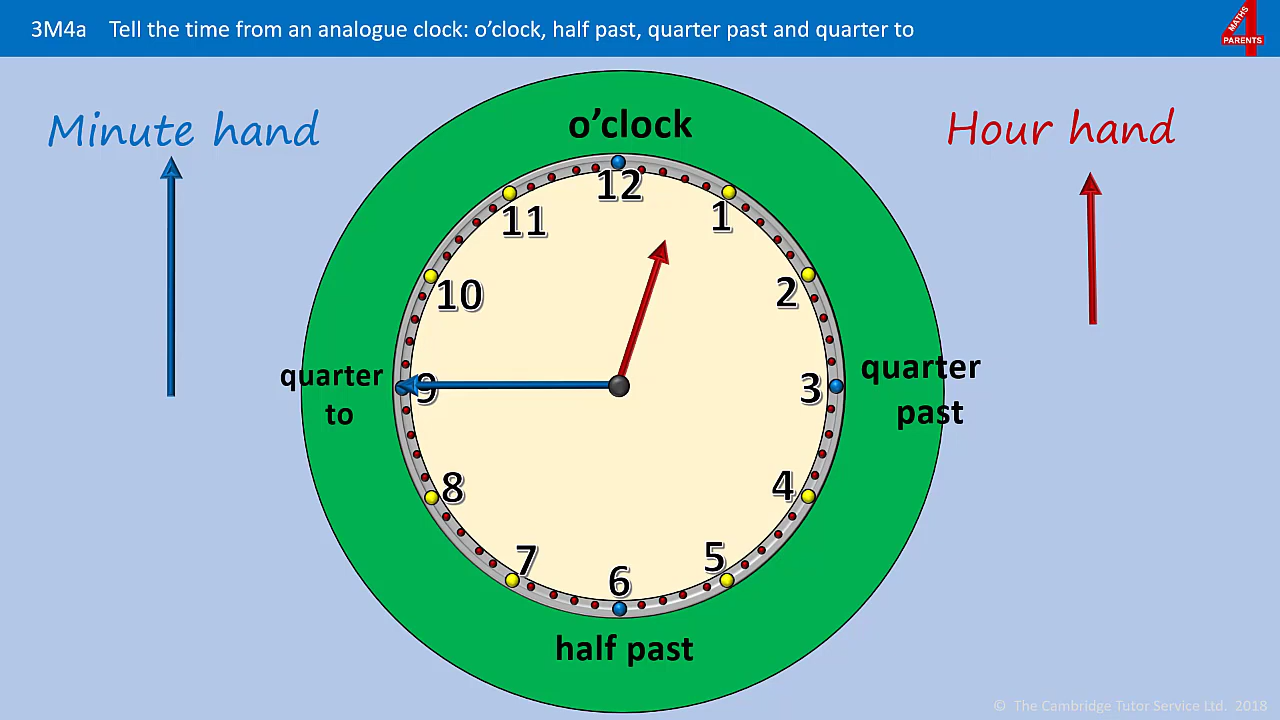 3M4a Tell the time from an analogue clock: o’clock, half past, quarter past and quarter to
MATHS
4
PARENTS
Minute hand
Hour hand
o’clock
12
11
1
10
2
quarter
to
9
3
quarter
past
8
4
7
5
6
half past
© The Cambridge Tutor Service Ltd. 2018